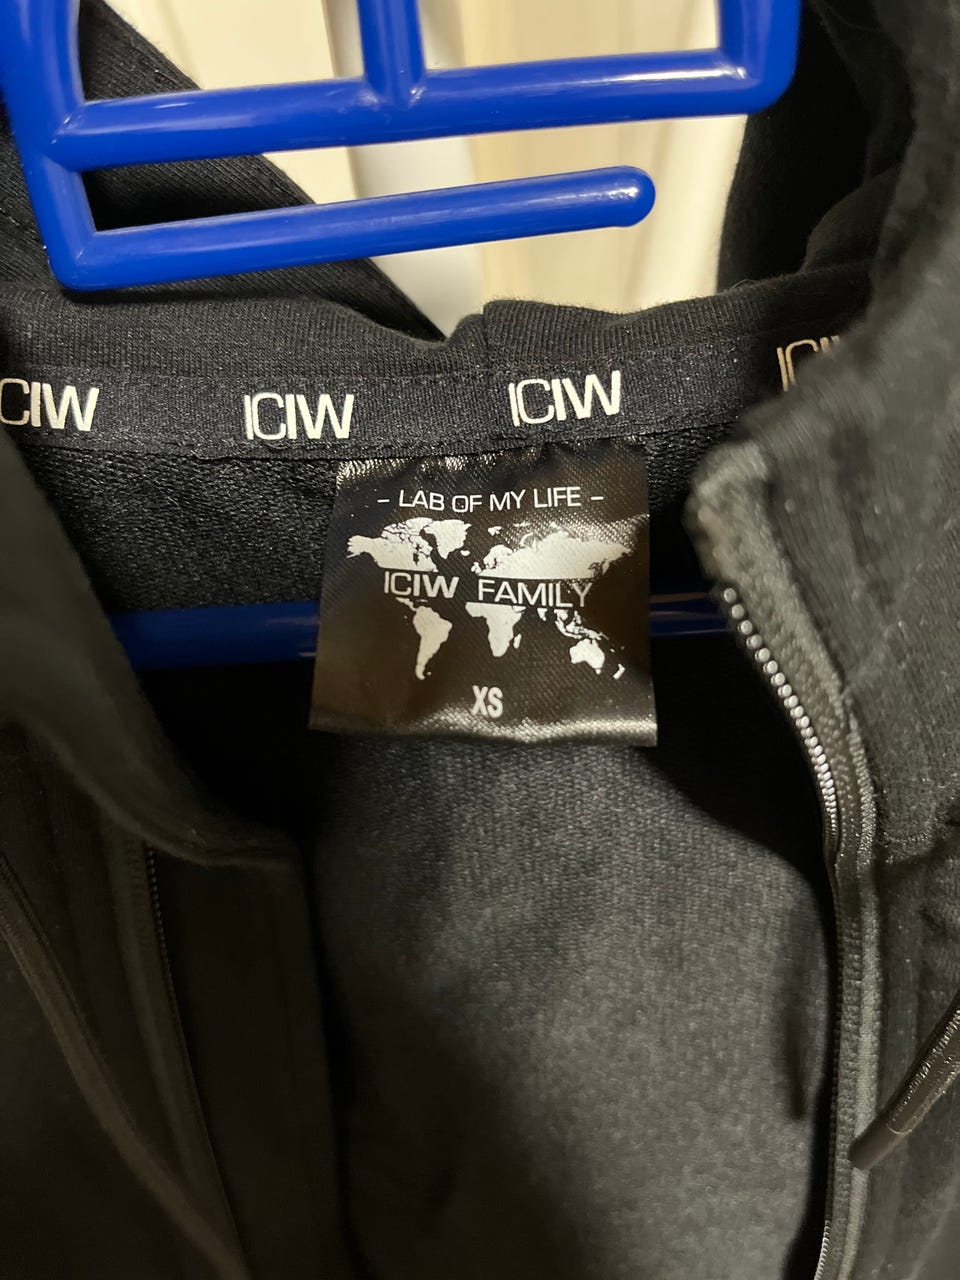 ICIW ICIW ICIW
- LAB OF MY LIFE -
ICIW FAMILY
XS